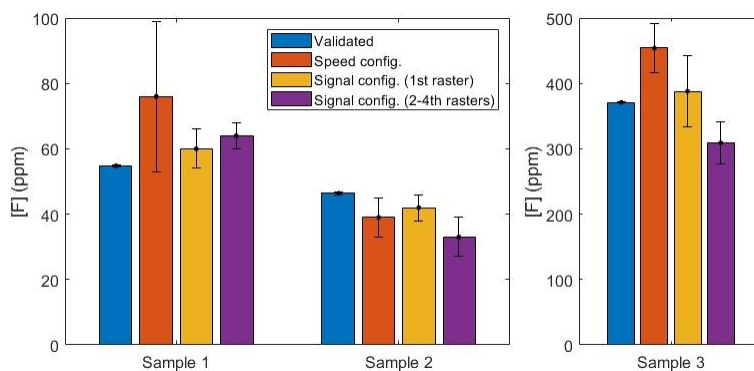 100
80
60
40
20
0
[F] (ppm)
Validated
Speed config.
Signal config. (1st raster)
Signal config. (2-4th rasters)
Sample 1
Sample 2
500
400
300
200
100
0
[F] (ppm)
Sample 3